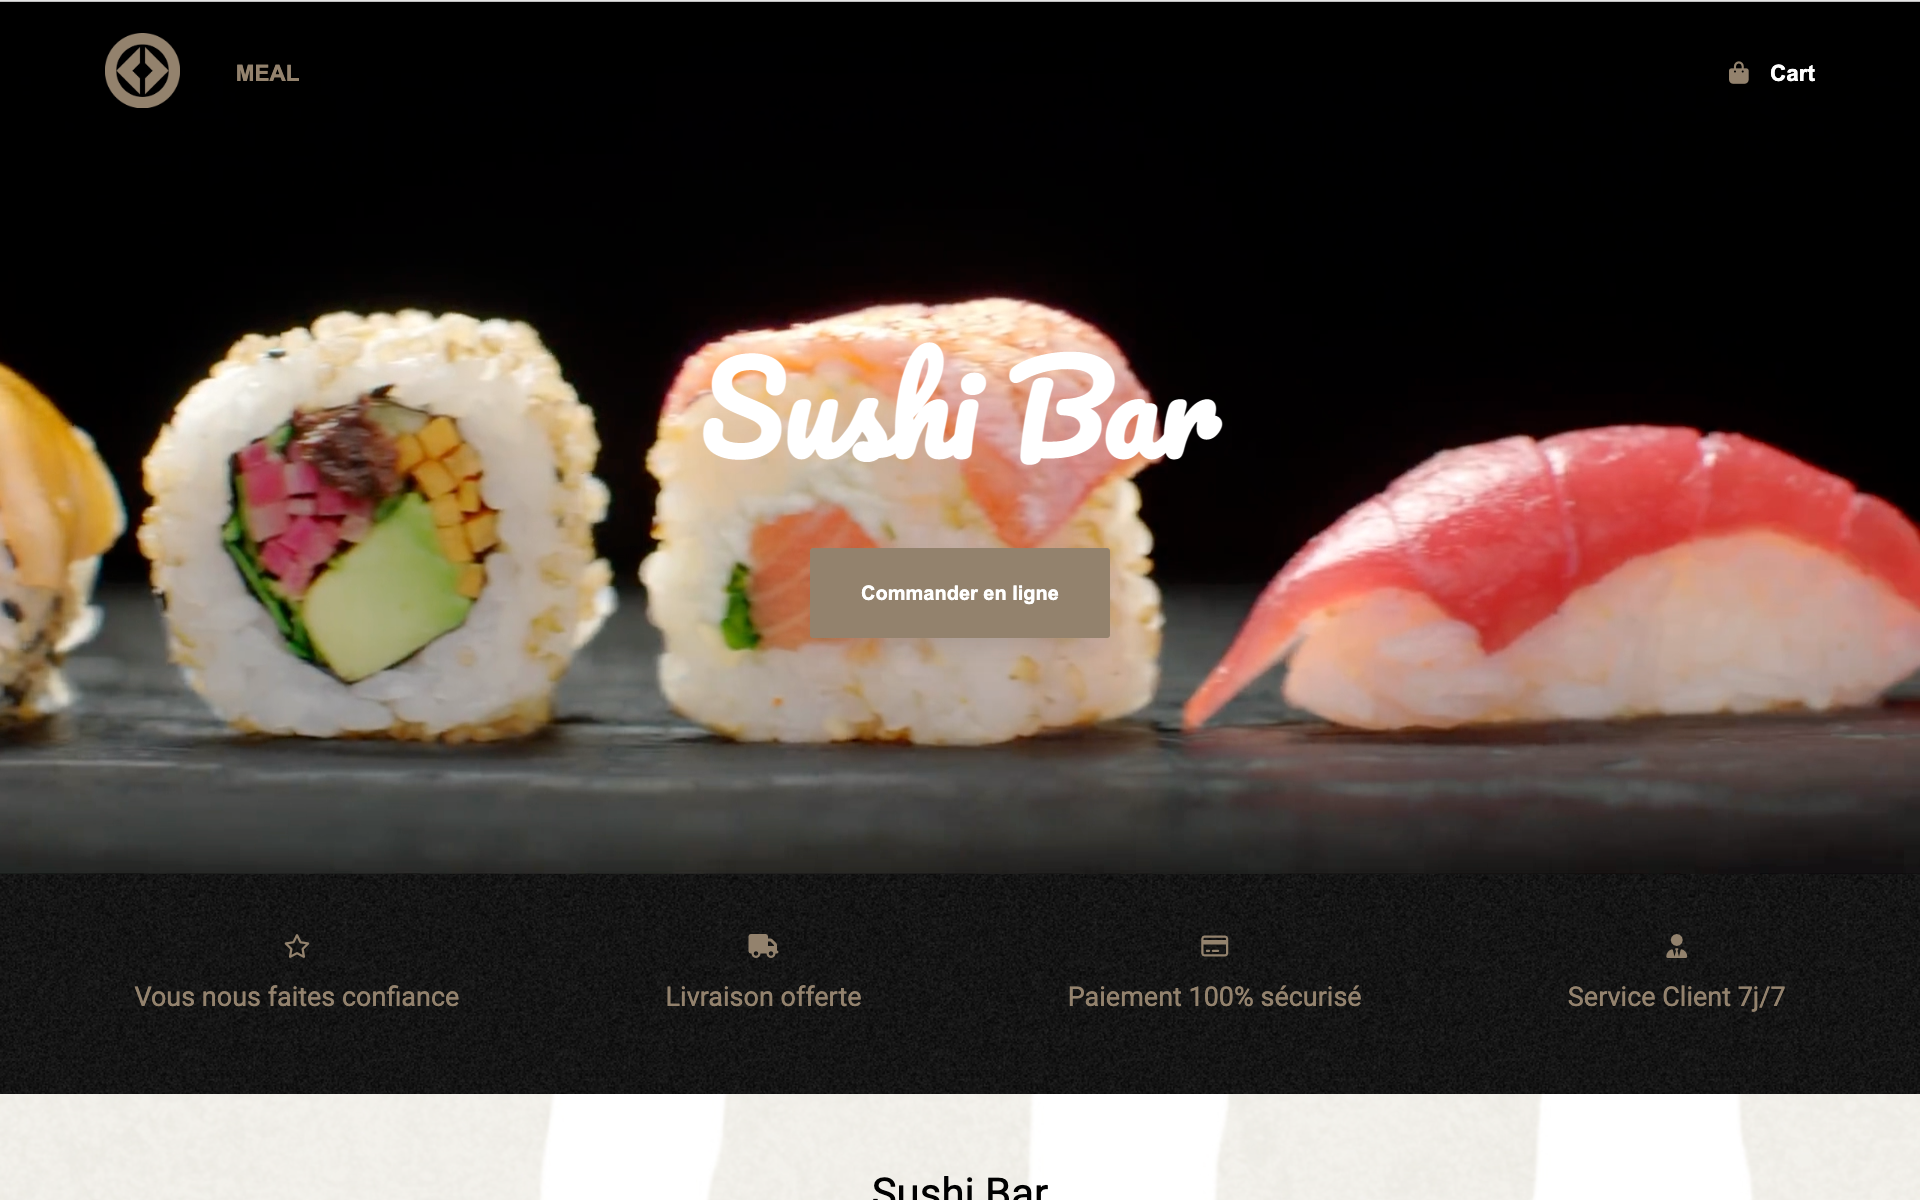 MEAL
Cart
Sushi Bar
Commander en ligne
Vous nous faites confiance
Livraison offerte
Paiement 100% sécurisé
Service Client 7j/7
Sushi Bar